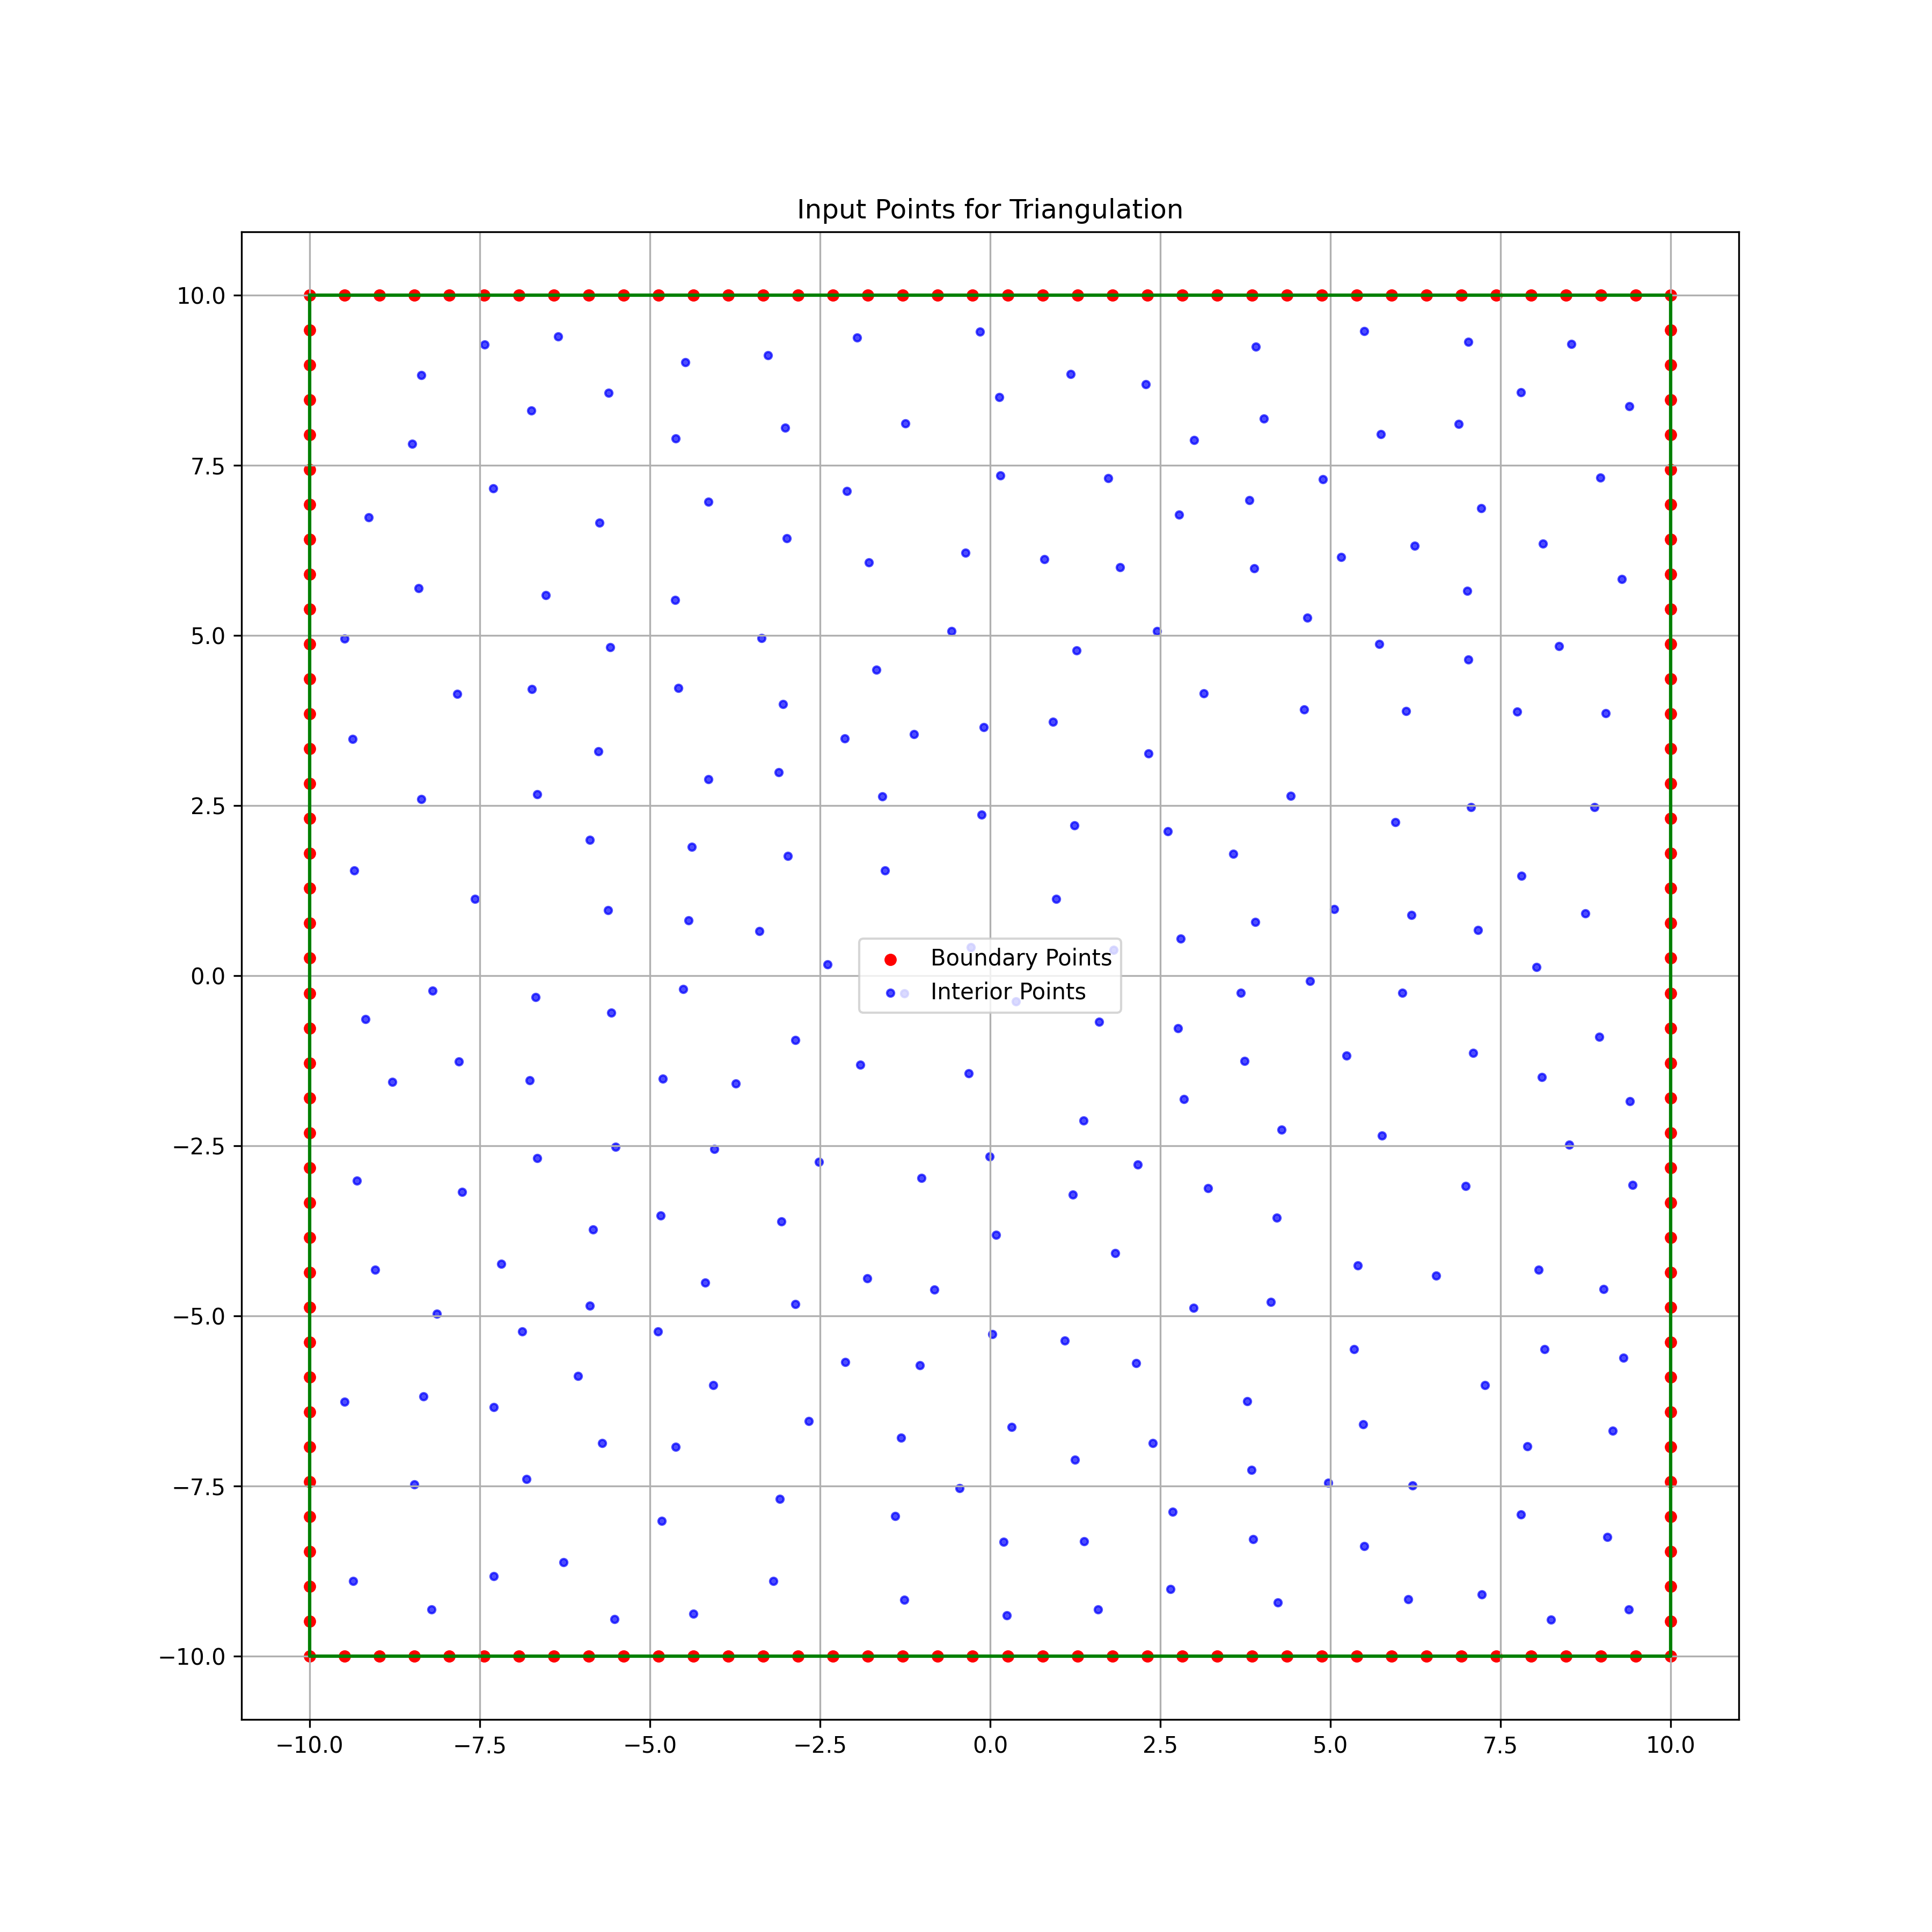 Input Points for Triangulation
10.0
7.5
5.0
2.5
0.0
−2.5
−5.0
−7.5
−10.0
Boundary Points
Interior Points
−10.0 −7.5 −5.0 −2.5 0.0 2.5 5.0 7.5 10.0